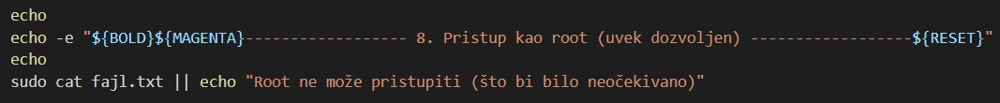 echo
echo -e "${BOLD}${MAGENTA}------------------ 8. Pristup kao root (uvek dozvoljen) ------------------${RESET}"
echo
sudo cat fajl.txt || echo "Root ne može pristupiti (što bi bilo neočekivano)"